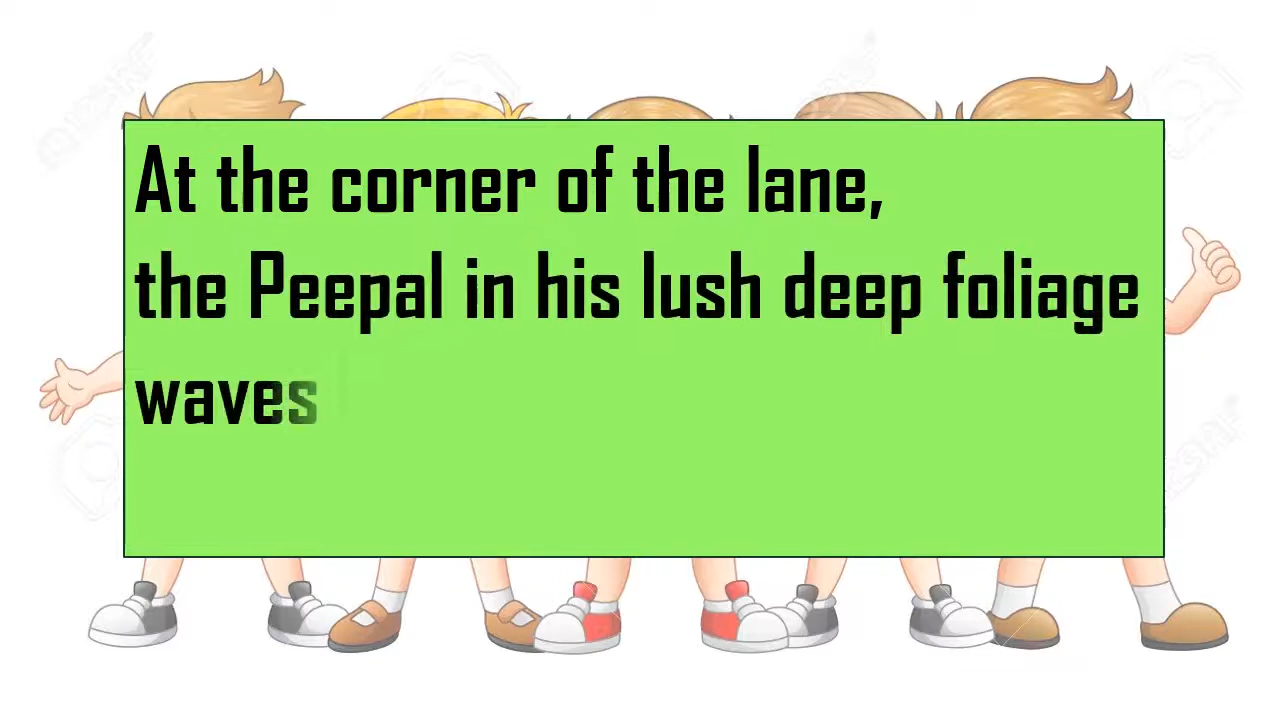 At the corner of the lane,
the Peepal in his lush deep foliage
waves